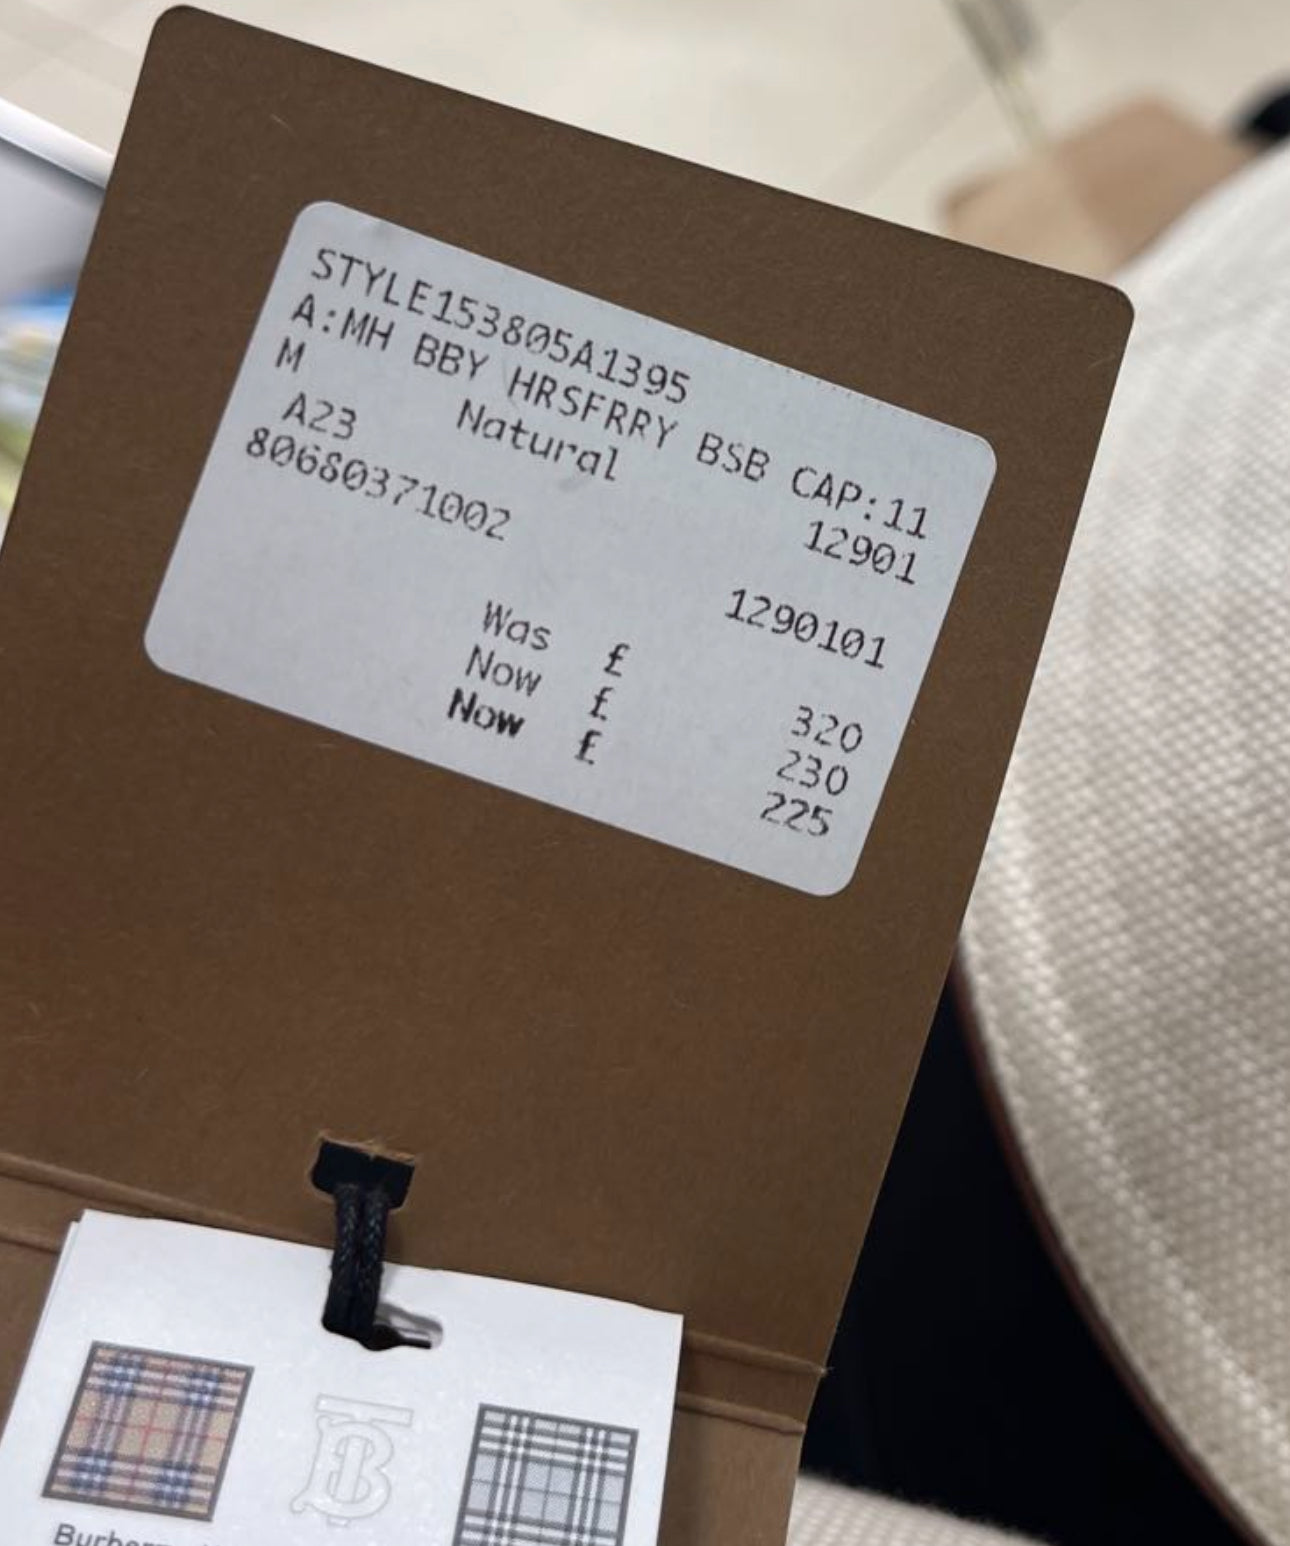 STYLE153805A1395
A:MH BBY HRSFRRY BSB CAP:11
M Natural 12901
A23
80680371002 1290101
Was £ 320
Now £ 230
Now £ 225